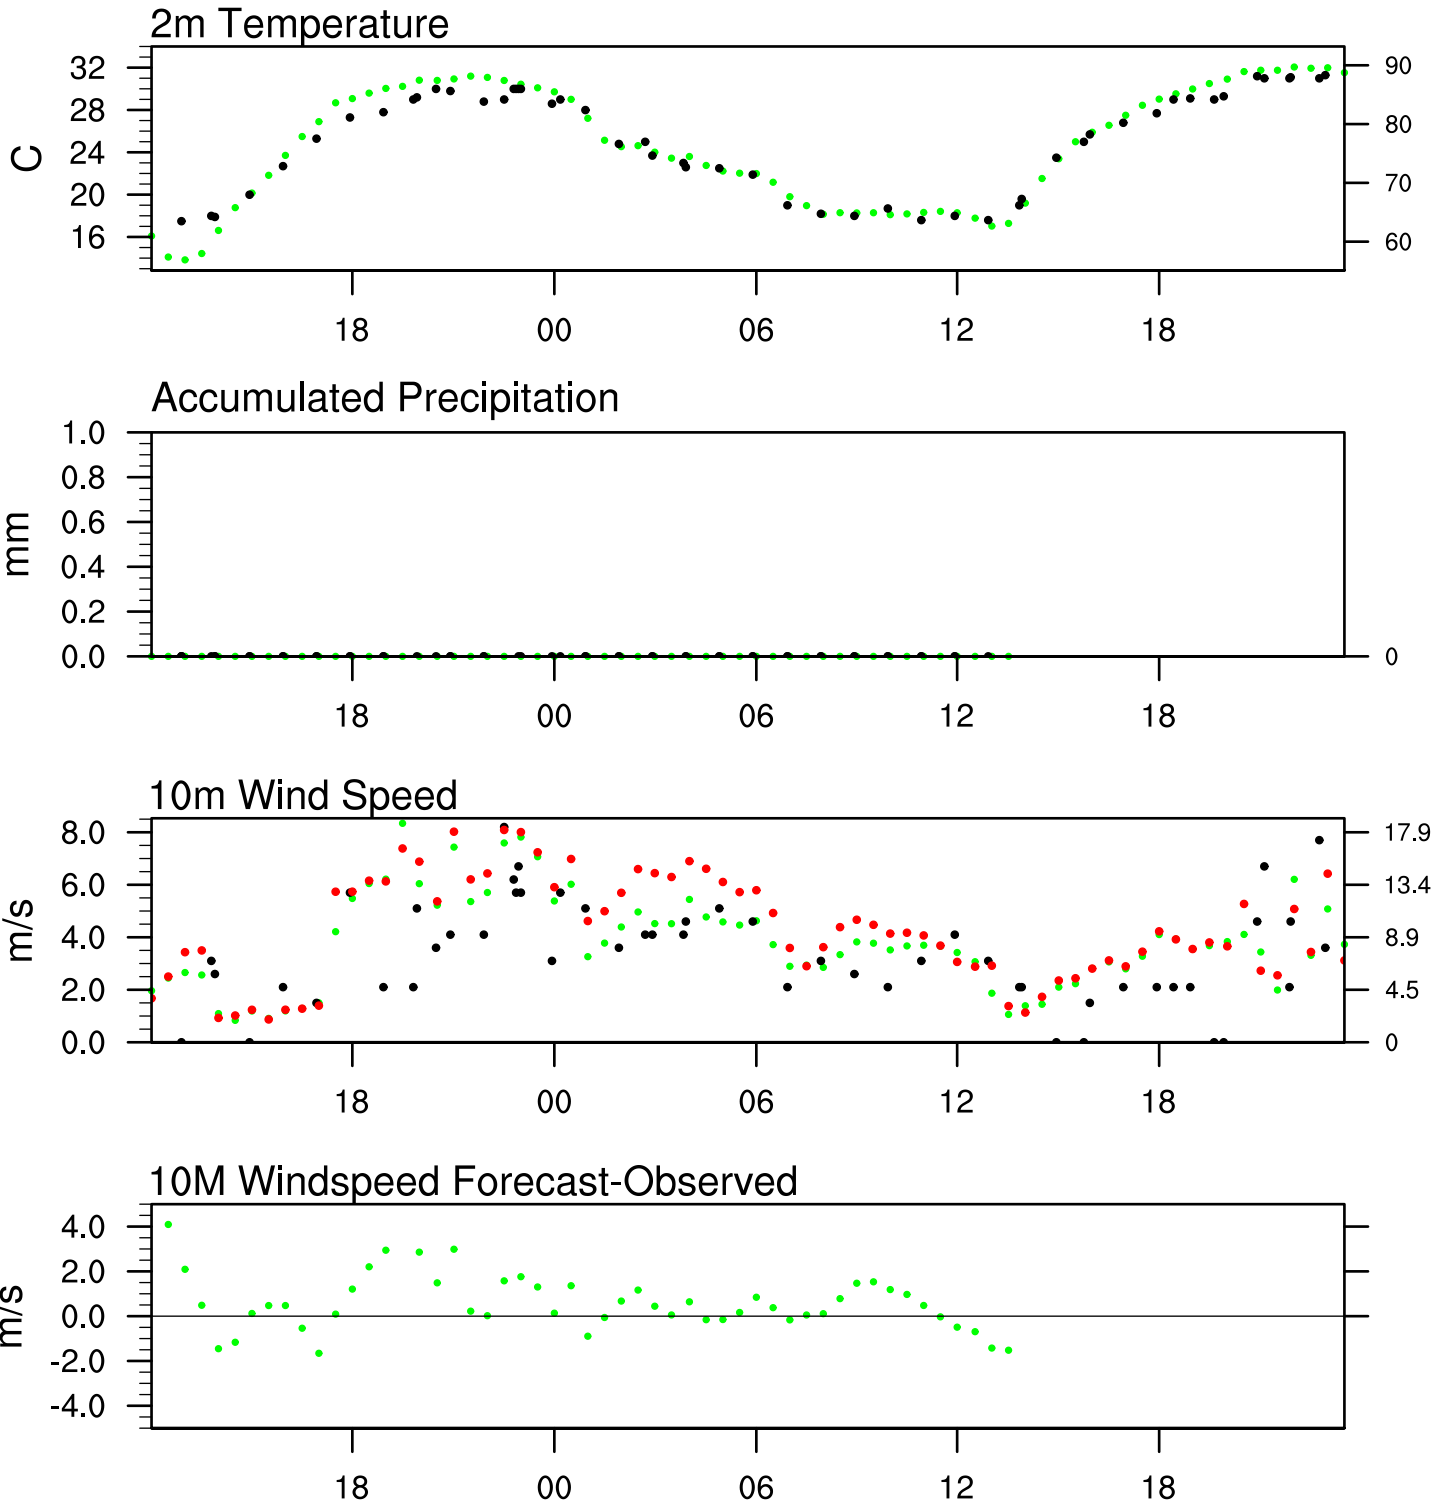 2m Temperature
32
28
24
20
16
C
90
80
70
60
18 00 06 12 18
Accumulated Precipitation
1.0
0.8
0.6
0.4
0.2
0.0
mm
0
18 00 06 12 18
10m Wind Speed
8.0
6.0
4.0
2.0
0.0
m/s
17.9
13.4
8.9
4.5
0
18 00 06 12 18
10M Windspeed Forecast-Observed
4.0
2.0
0.0
-2.0
-4.0
m/s
18 00 06 12 18